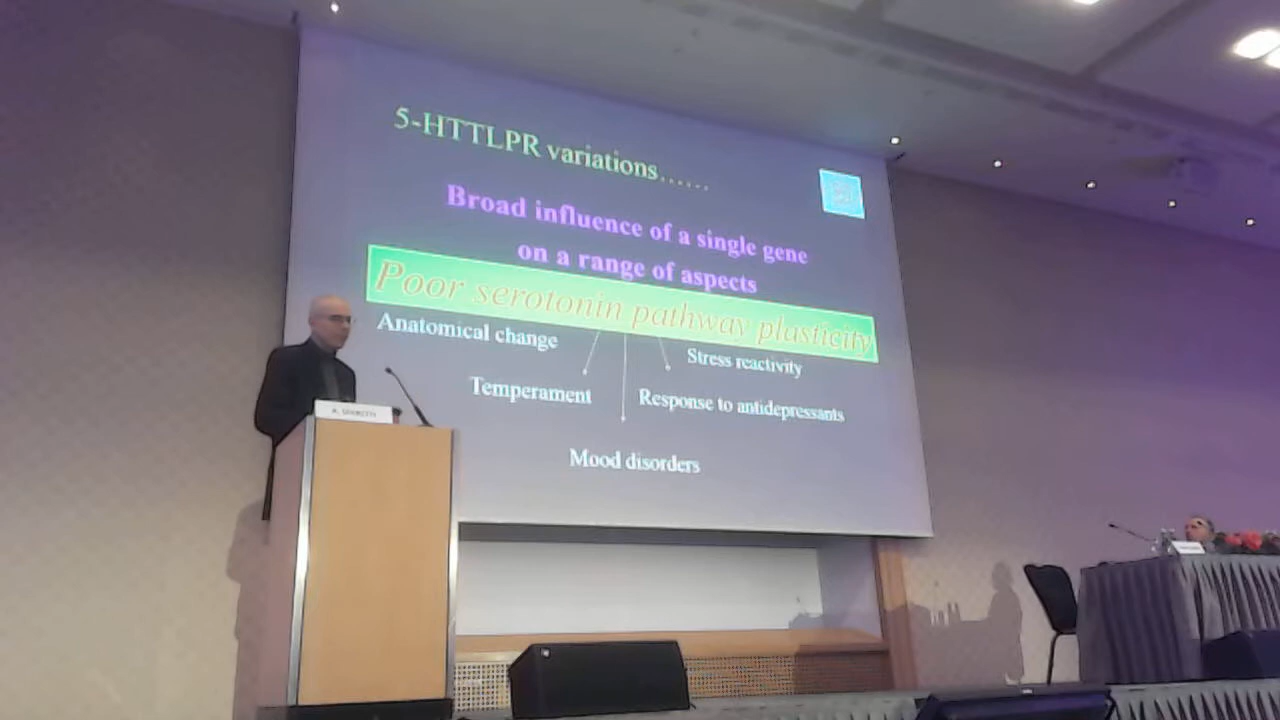 5-HTTLPR variations......
Broad influence of a single gene
on a range of aspects
Poor serotonin pathway plasticity
Anatomical change
Stress reactivity
Temperament
Response to antidepressants
Mood disorders
A. SERRETTI